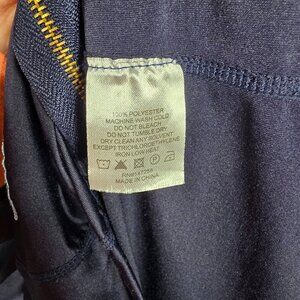 100% POLYESTER
MACHINE WASH COLD
DO NOT BLEACH
DO NOT TUMBLE DRY
DRY CLEAN ANY SOLVENT
EXCEPT TRICHLOROETHYLENE
IRON LOW HEAT
MADE IN CHINA